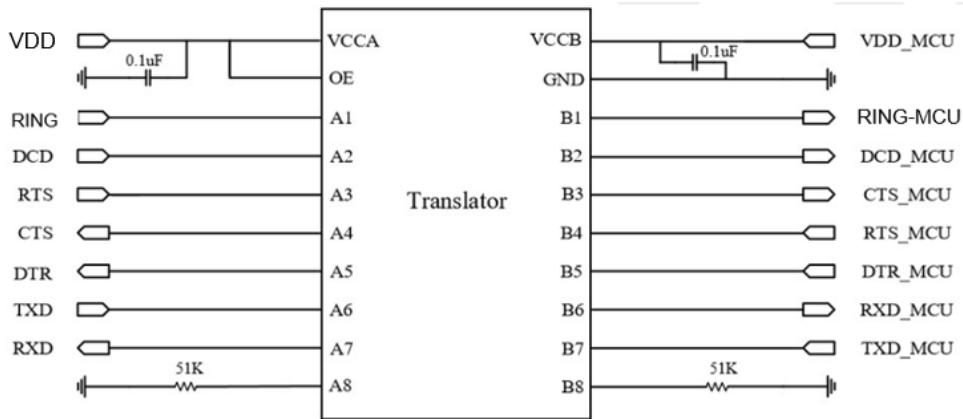 VDD VCCA VCCB VDD_MCU
0.1uF 0.1uF
OE GND
RING A1 B1 RING-MCU
DCD A2 B2 DCD_MCU
RTS A3 B3 CTS_MCU
Translator
CTS A4 B4 RTS_MCU
DTR A5 B5 DTR_MCU
TXD A6 B6 RXD_MCU
RXD A7 B7 TXD_MCU
51K 51K
A8 B8